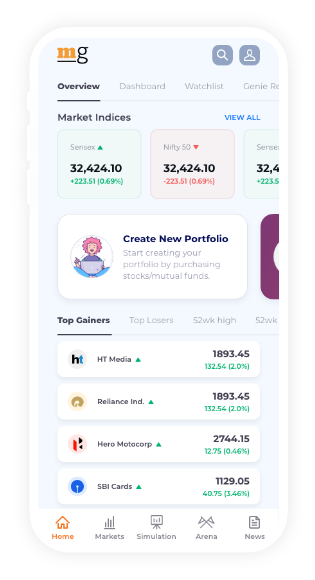 mg
Overview Dashboard Watchlist Genie Re
Market Indices VIEW ALL
Sensex Nifty 50 Sense
32,424.10 32,424.10 32,4
+223.51 (0.69%) -223.51 (0.69%) +223.5
Create New Portfolio
Start creating your
portfolio by purchasing
stocks/mutual funds.
Top Gainers Top Losers 52wk high 52wk
1893.45
ht HT Media
132.54 (2.0%)
1893.45
Reliance Ind.
132.54 (2.0%)
2744.15
Hero Motocorp
12.75 (0.46%)
1129.05
SBI Cards
40.75 (3.46%)
Home Markets Simulation Arena News